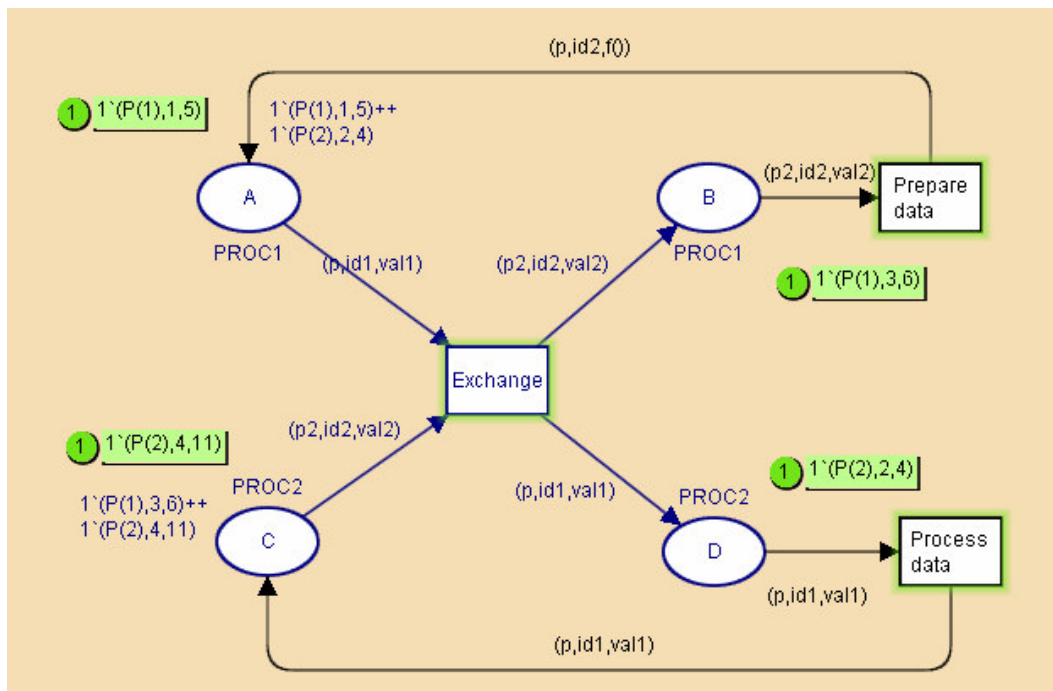 (p,id2,f())
1 1`(P(1),1,5)
1`(P(1),1,5)++
1`(P(2),2,4)
A
PROC1
B
PROC1
(p2,id2,val2)
Prepare
data
(p,id1,val1)
(p2,id2,val2)
1 1`(P(1),3,6)
Exchange
1 1`(P(2),4,11)
(p2,id2,val2)
(p,id1,val1)
1 1`(P(2),2,4)
PROC2
1`(P(1),3,6)++
1`(P(2),4,11)
C
PROC2
D
Process
data
(p,id1,val1)
(p,id1,val1)